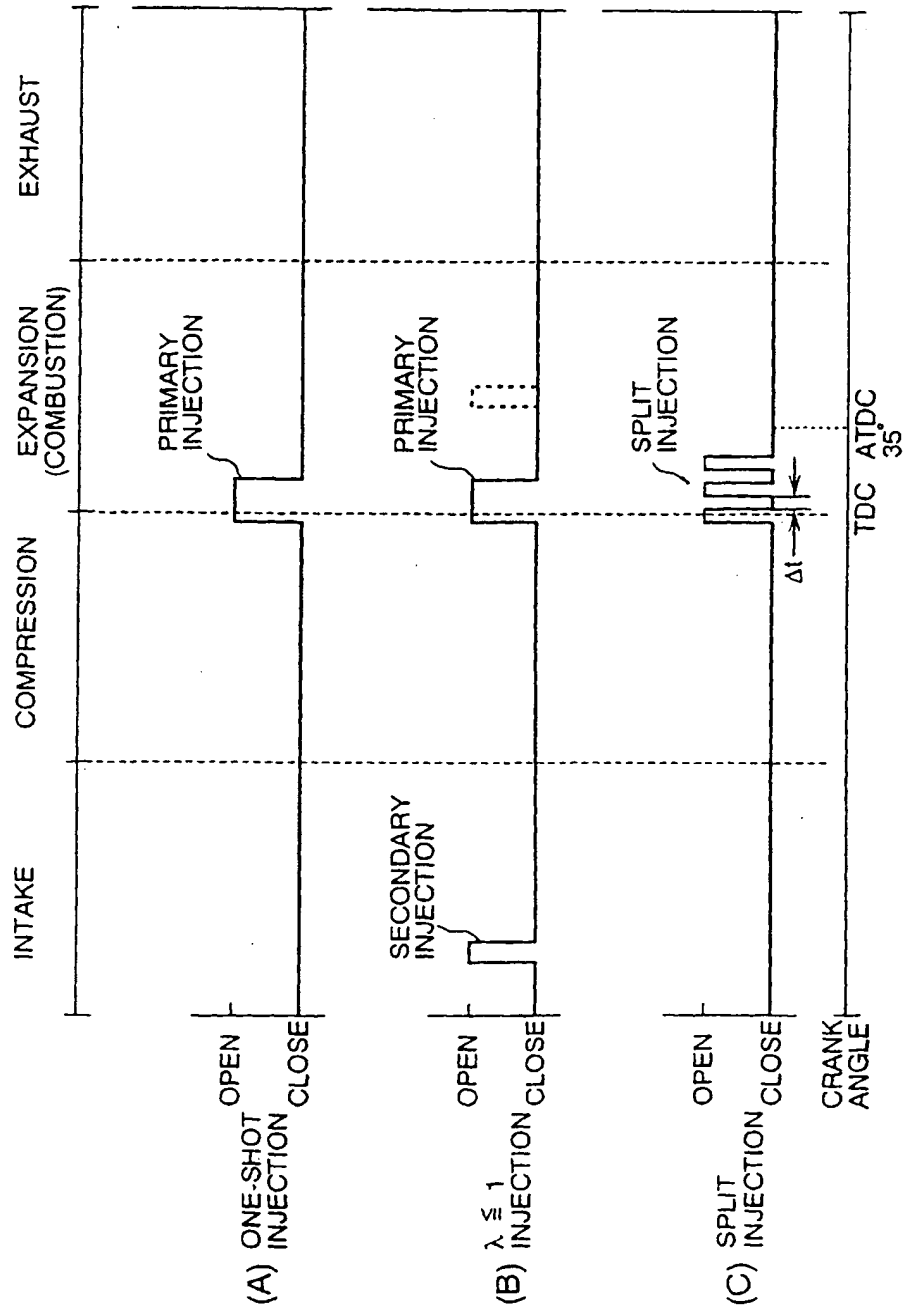 INTAKE
COMPRESSION
EXPANSION
(COMBUSTION)
EXHAUST
(A) ONE-SHOT
INJECTION
OPEN
CLOSE
PRIMARY
INJECTION
(B) λ ≦ 1
INJECTION
OPEN
CLOSE
SECONDARY
INJECTION
PRIMARY
INJECTION
(C) SPLIT
INJECTION
OPEN
CLOSE
SPLIT
INJECTION
Δt
CRANK
ANGLE
TDC
ATDC
35°